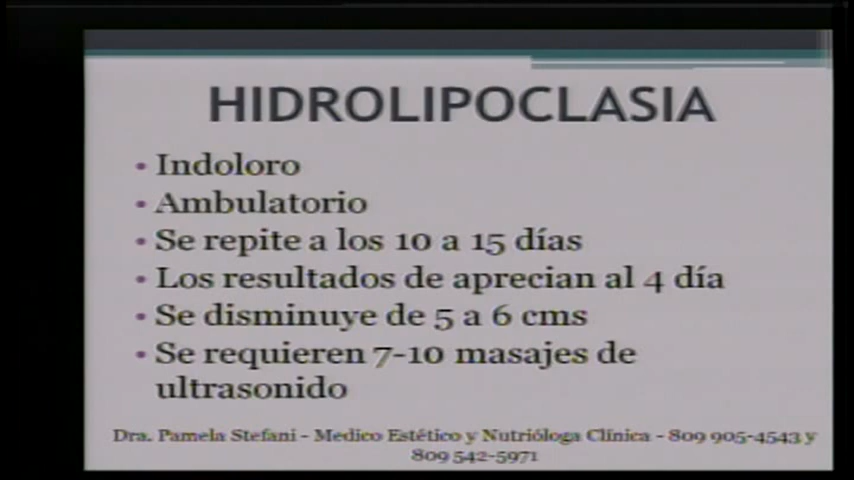 HIDROLIPOCLASIA
• Indoloro
• Ambulatorio
• Se repite a los 10 a 15 días
• Los resultados de aprecian al 4 día
• Se disminuye de 5 a 6 cms
• Se requieren 7-10 masajes de
ultrasonido
Dra. Pamela Stefani - Medico Estético y Nutrióloga Clínica - 809 905-4543 y
809 542-5971